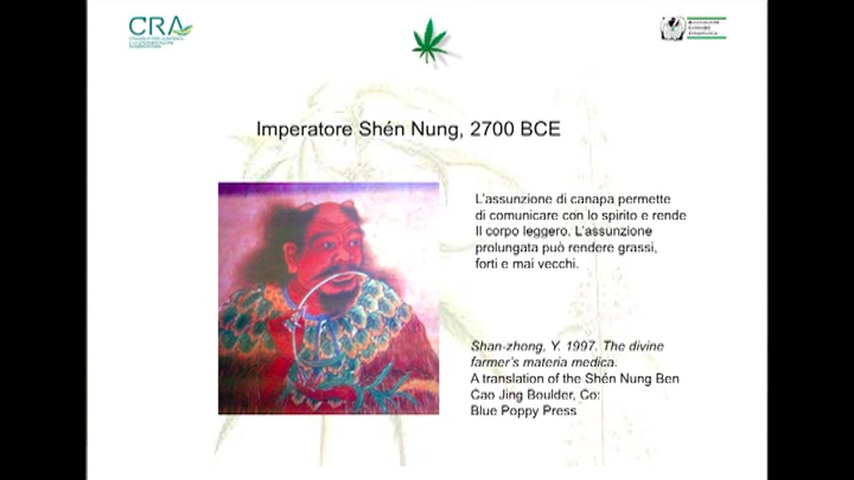 CRA
Imperatore Shén Nung, 2700 BCE
L'assunzione di canapa permette
di comunicare con lo spirito e rende
Il corpo leggero. L'assunzione
prolungata può rendere grassi,
forti e mai vecchi.
Shan-zhong, Y. 1997. The divine
farmer's materia medica.
A translation of the Shén Nung Ben
Cao Jing Boulder, Co:
Blue Poppy Press